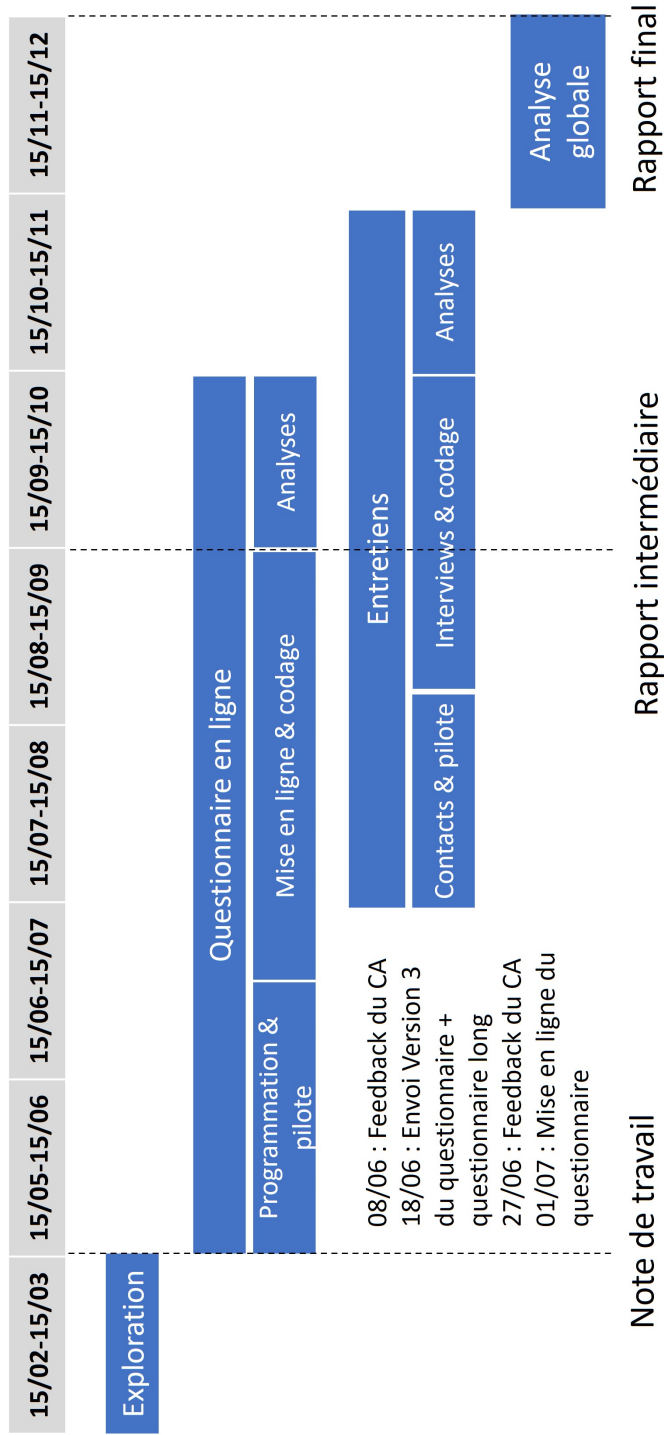 15/02-15/03
15/05-15/06
15/06-15/07
15/07-15/08
15/08-15/09
15/09-15/10
15/10-15/11
15/11-15/12
Exploration
Questionnaire en ligne
Programmation &
pilote
Mise en ligne & codage
Analyses
Entretiens
Contacts & pilote
Interviews & codage
Analyses
08/06 : Feedback du CA
18/06 : Envoi Version 3
du questionnaire +
questionnaire long
27/06 : Feedback du CA
01/07 : Mise en ligne du
questionnaire
Analyse
globale
Note de travail
Rapport intermédiaire
Rapport final